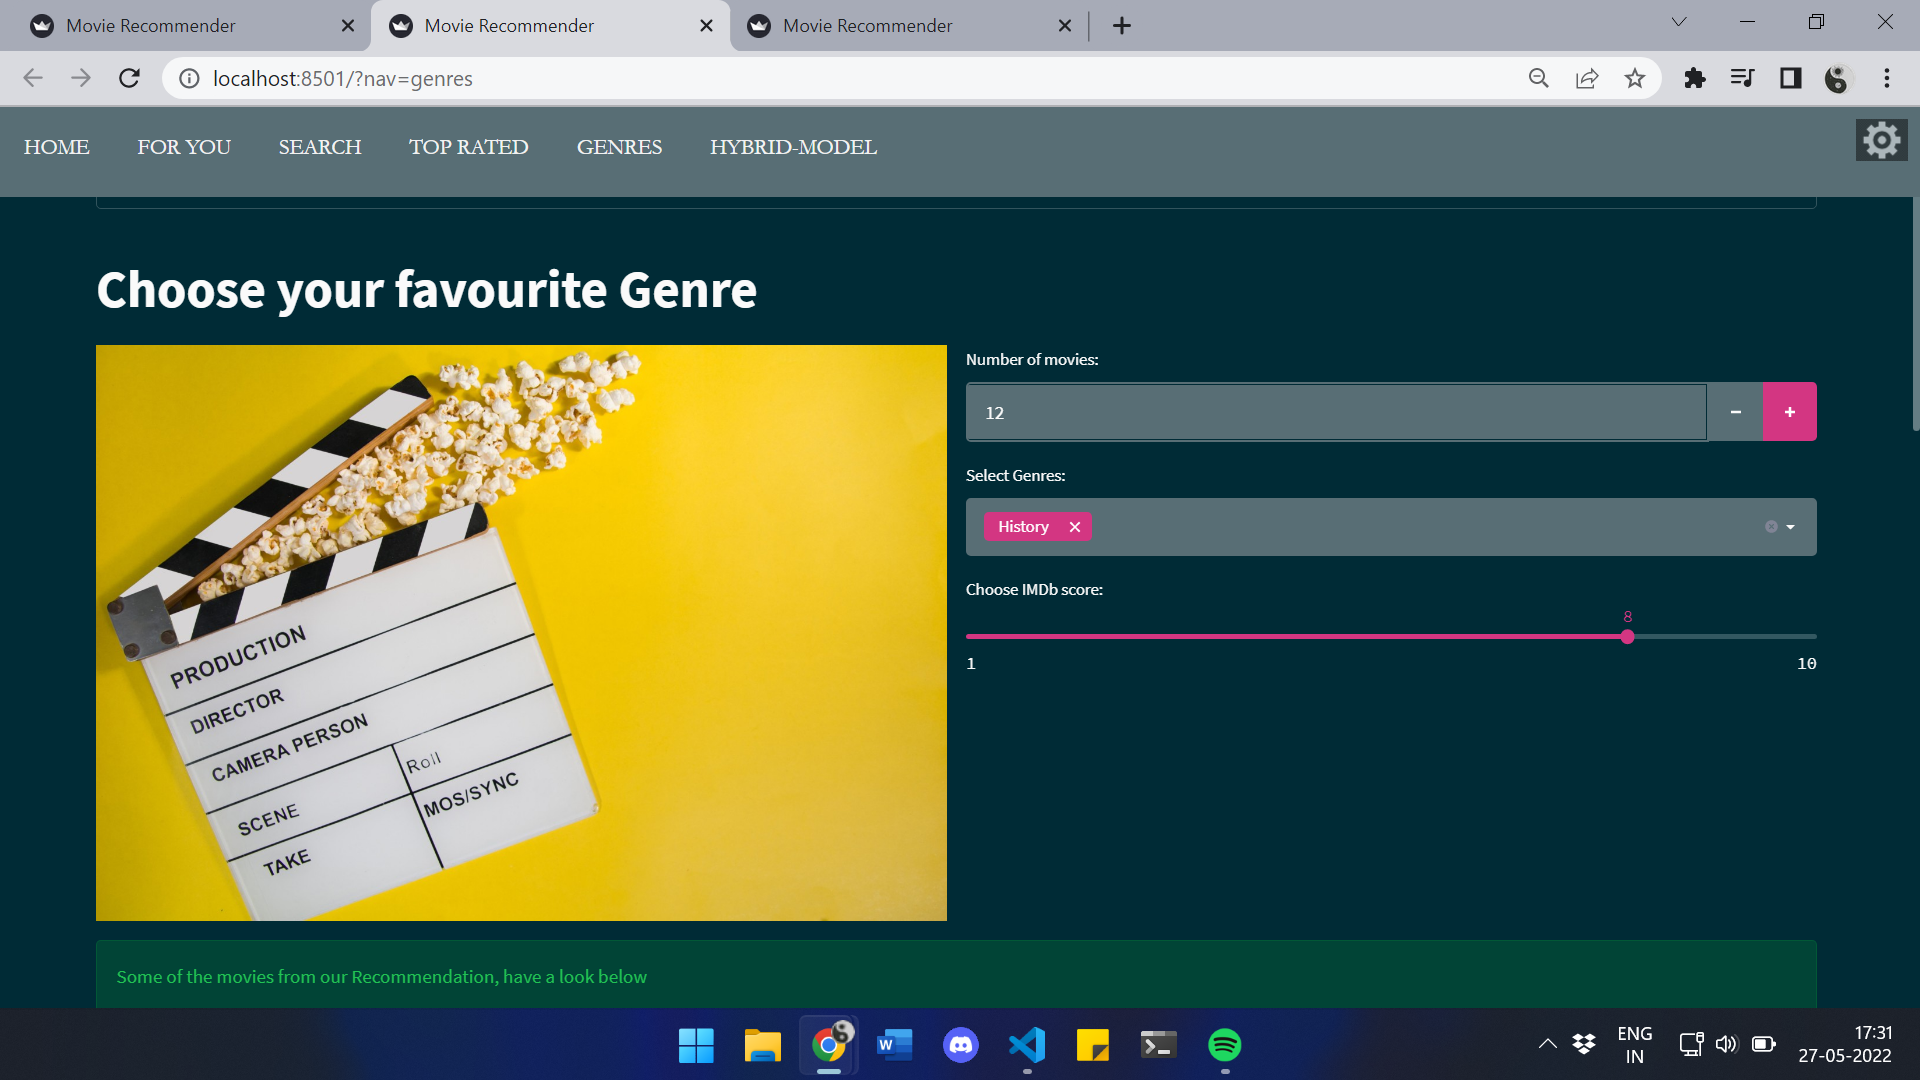 Movie Recommender
Movie Recommender
Movie Recommender
localhost:8501/?nav=genres
HOME
FOR YOU
SEARCH
TOP RATED
GENRES
HYBRID-MODEL
Choose your favourite Genre
PRODUCTION
DIRECTOR
CAMERA PERSON
SCENE
Roll
TAKE
MOS/SYNC
Number of movies:
12
Select Genres:
History
Choose IMDb score:
8
1
10
Some of the movies from our Recommendation, have a look below
W
ENG
IN
17:31
27-05-2022